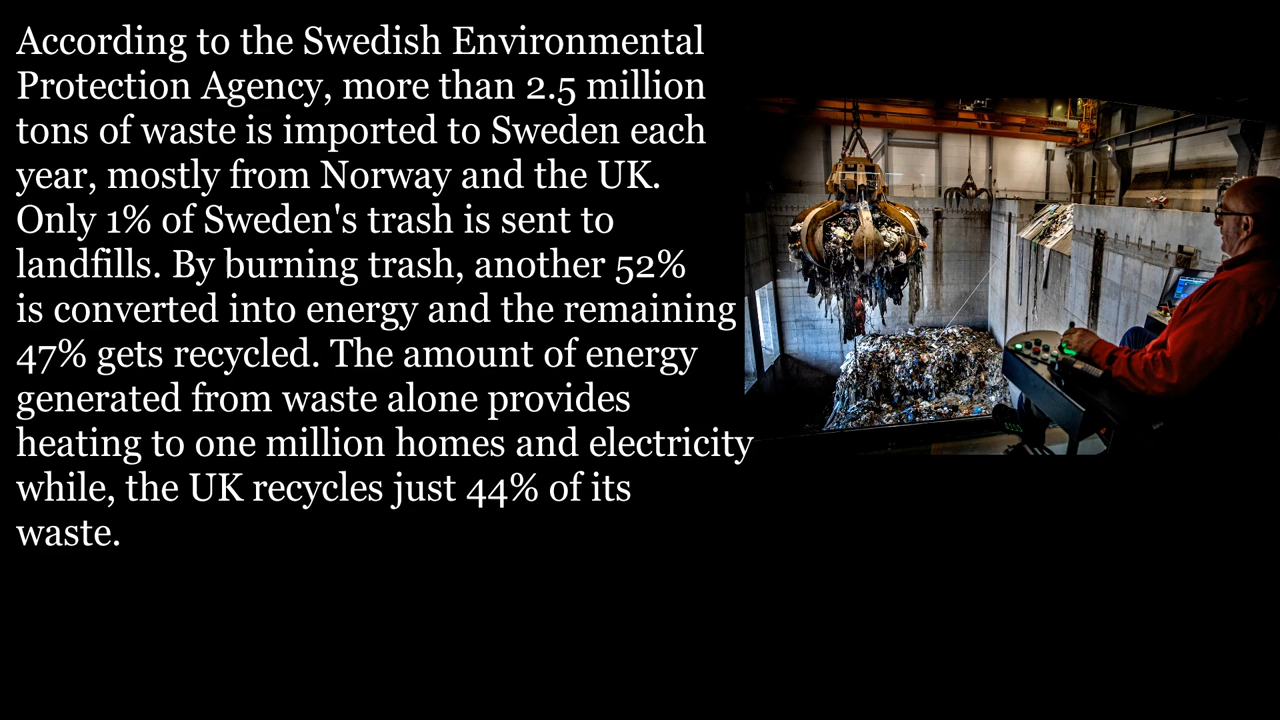 According to the Swedish Environmental
Protection Agency, more than 2.5 million
tons of waste is imported to Sweden each
year, mostly from Norway and the UK.
Only 1% of Sweden's trash is sent to
landfills. By burning trash, another 52%
is converted into energy and the remaining
47% gets recycled. The amount of energy
generated from waste alone provides
heating to one million homes and electricity
while, the UK recycles just 44% of its
waste.